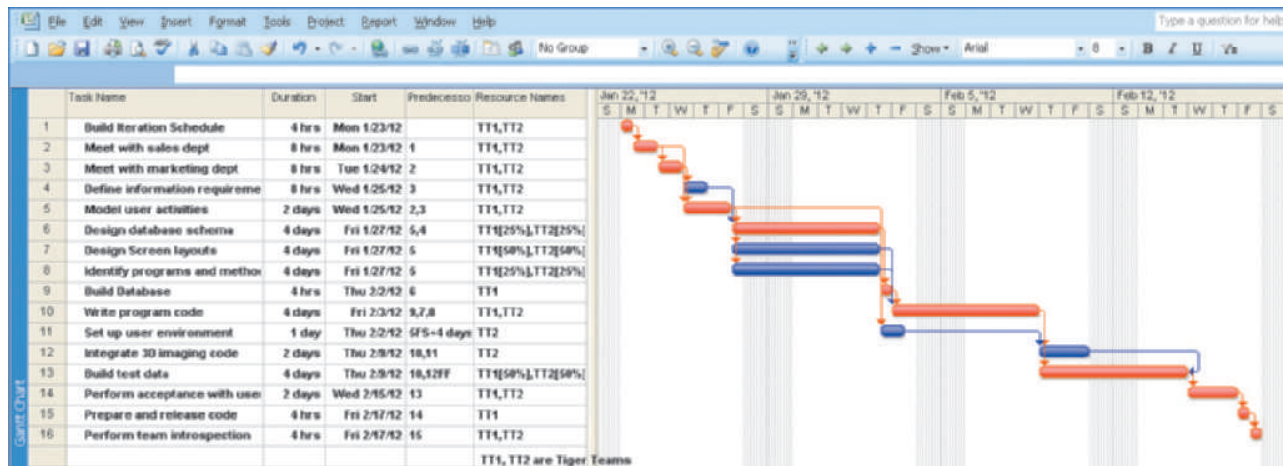 File Edit View Insert Format Tools Project Report Window Help Type a question for help
No Group Show Arial 8 B I U
Task Name Duration Start Predecesso Resource Names Jan 22, '12 Jan 29, '12 Feb 5, '12 Feb 12, '12
S M T W T F S S M T W T F S S M T W T F S S M T W T F S
1 Build Iteration Schedule 4 hrs Mon 1/23/12 TT1,TT2
2 Meet with sales dept 8 hrs Mon 1/23/12 1 TT1,TT2
3 Meet with marketing dept 8 hrs Tue 1/24/12 2 TT1,TT2
4 Define information requireme 8 hrs Wed 1/25/12 3 TT1,TT2
5 Model user activities 2 days Wed 1/25/12 2,3 TT1,TT2
6 Design database schema 4 days Fri 1/27/12 5,4 TT1[25%],TT2[25%]
7 Design Screen layouts 4 days Fri 1/27/12 5 TT1[50%],TT2[50%]
8 Identify programs and method 4 days Fri 1/27/12 5 TT1[25%],TT2[25%]
9 Build Database 4 hrs Thu 2/2/12 6 TT1
10 Write program code 4 days Fri 2/3/12 9,7,8 TT1,TT2
11 Set up user environment 1 day Thu 2/2/12 5FS+4 days TT2
12 Integrate 3D imaging code 2 days Thu 2/9/12 10,11 TT2
13 Build test data 4 days Thu 2/9/12 10,12FF TT1[50%],TT2[50%]
14 Perform acceptance with user 2 days Wed 2/15/12 13 TT1,TT2
15 Prepare and release code 4 hrs Fri 2/17/12 14 TT1
16 Perform team introspection 4 hrs Fri 2/17/12 15 TT1,TT2
TT1, TT2 are Tiger Teams
Gantt Chart